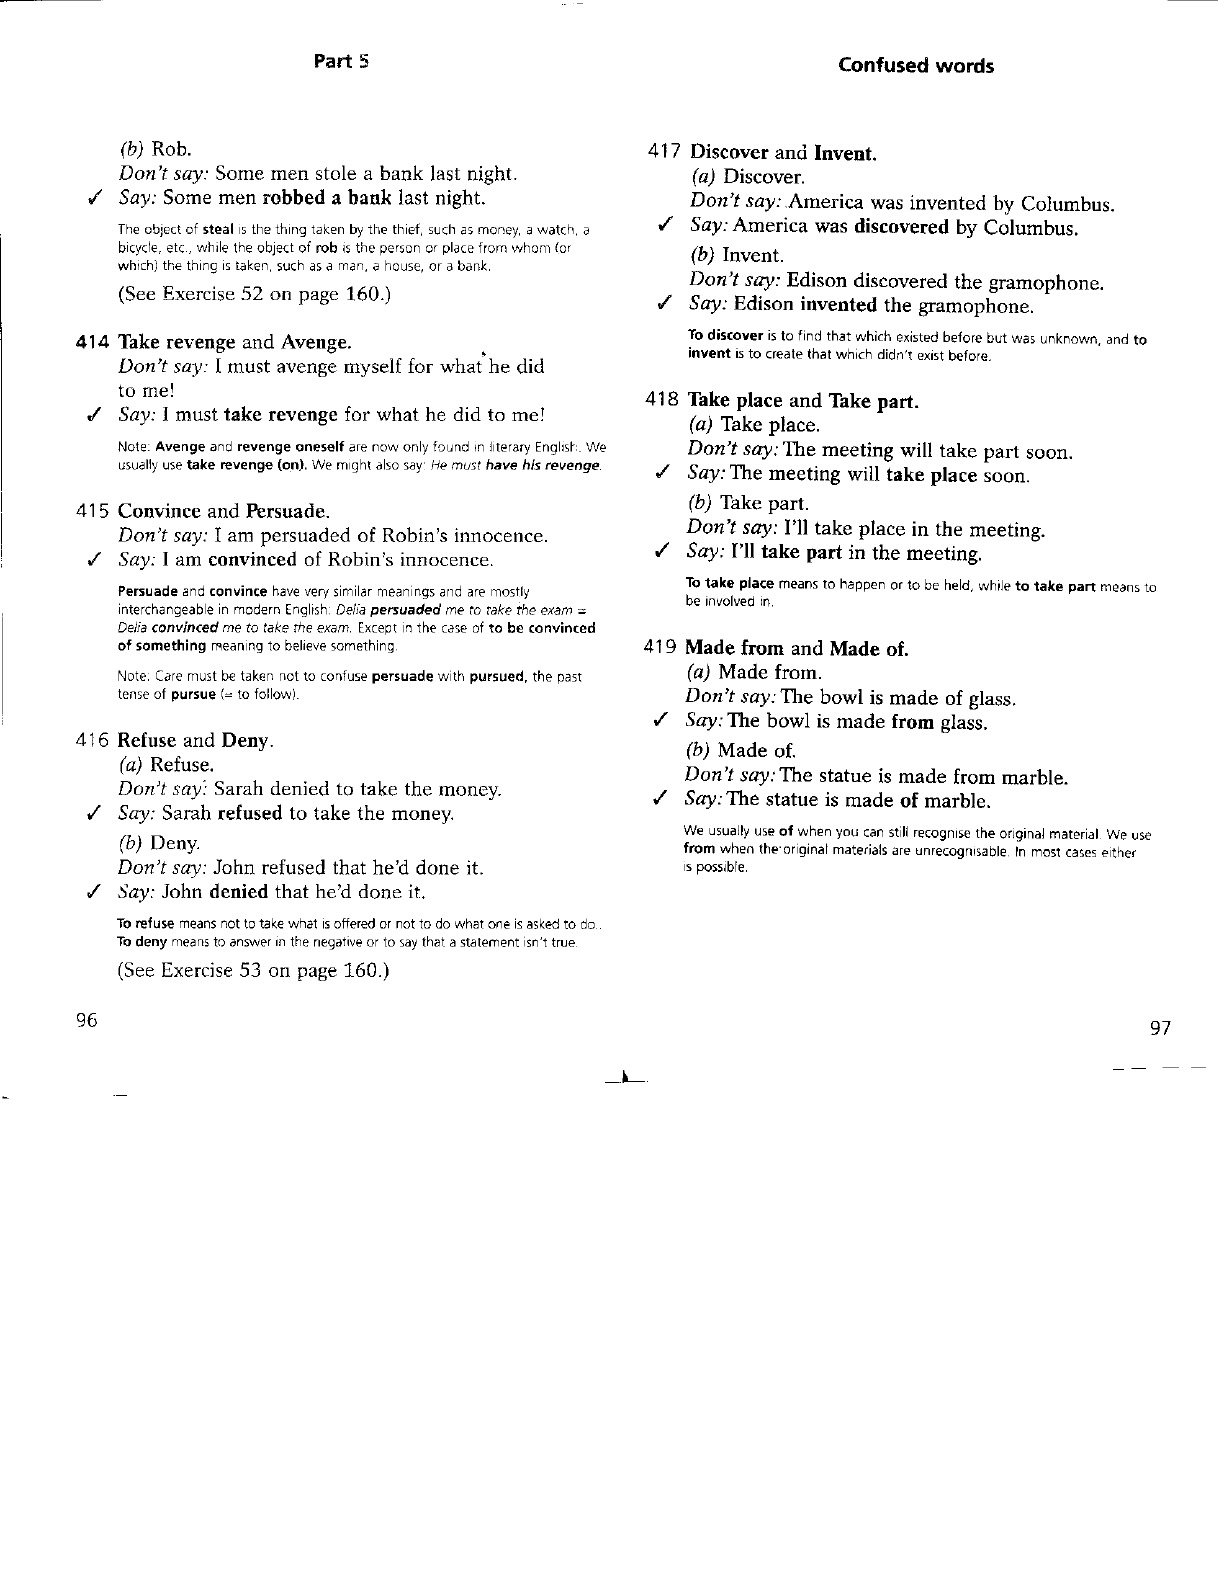 Part 5
(b) Rob.
Don't say: Some men stole a bank last night.
✓ Say: Some men robbed a bank last night.
The object of steal is the thing taken by the thief, such as money, a watch, a
bicycle, etc., while the object of rob is the person or place from whom (or
which) the thing is taken, such as a man, a house, or a bank.
(See Exercise 52 on page 160.)
414 Take revenge and Avenge.
Don't say: I must avenge myself for what he did
to me!
✓ Say: I must take revenge for what he did to me!
Note: Avenge and revenge oneself are now only found in literary English. We
usually use take revenge (on). We might also say: He must have his revenge.
415 Convince and Persuade.
Don't say: I am persuaded of Robin's innocence.
✓ Say: I am convinced of Robin's innocence.
Persuade and convince have very similar meanings and are mostly
interchangeable in modern English: Delia persuaded me to take the exam =
Delia convinced me to take the exam. Except in the case of to be convinced
of something meaning to believe something.
Note: Care must be taken not to confuse persuade with pursued, the past
tense of pursue (= to follow).
416 Refuse and Deny.
(a) Refuse.
Don't say: Sarah denied to take the money.
✓ Say: Sarah refused to take the money.
(b) Deny.
Don't say: John refused that he'd done it.
✓ Say: John denied that he'd done it.
To refuse means not to take what is offered or not to do what one is asked to do.
To deny means to answer in the negative or to say that a statement isn't true.
(See Exercise 53 on page 160.)
96
Confused words
417 Discover and Invent.
(a) Discover.
Don't say: America was invented by Columbus.
✓ Say: America was discovered by Columbus.
(b) Invent.
Don't say: Edison discovered the gramophone.
✓ Say: Edison invented the gramophone.
To discover is to find that which existed before but was unknown, and to
invent is to create that which didn't exist before.
418 Take place and Take part.
(a) Take place.
Don't say: The meeting will take part soon.
✓ Say: The meeting will take place soon.
(b) Take part.
Don't say: I'll take place in the meeting.
✓ Say: I'll take part in the meeting.
To take place means to happen or to be held, while to take part means to
be involved in.
419 Made from and Made of.
(a) Made from.
Don't say: The bowl is made of glass.
✓ Say: The bowl is made from glass.
(b) Made of.
Don't say: The statue is made from marble.
✓ Say: The statue is made of marble.
We usually use of when you can still recognise the original material. We use
from when the original materials are unrecognisable. In most cases either
is possible.
97